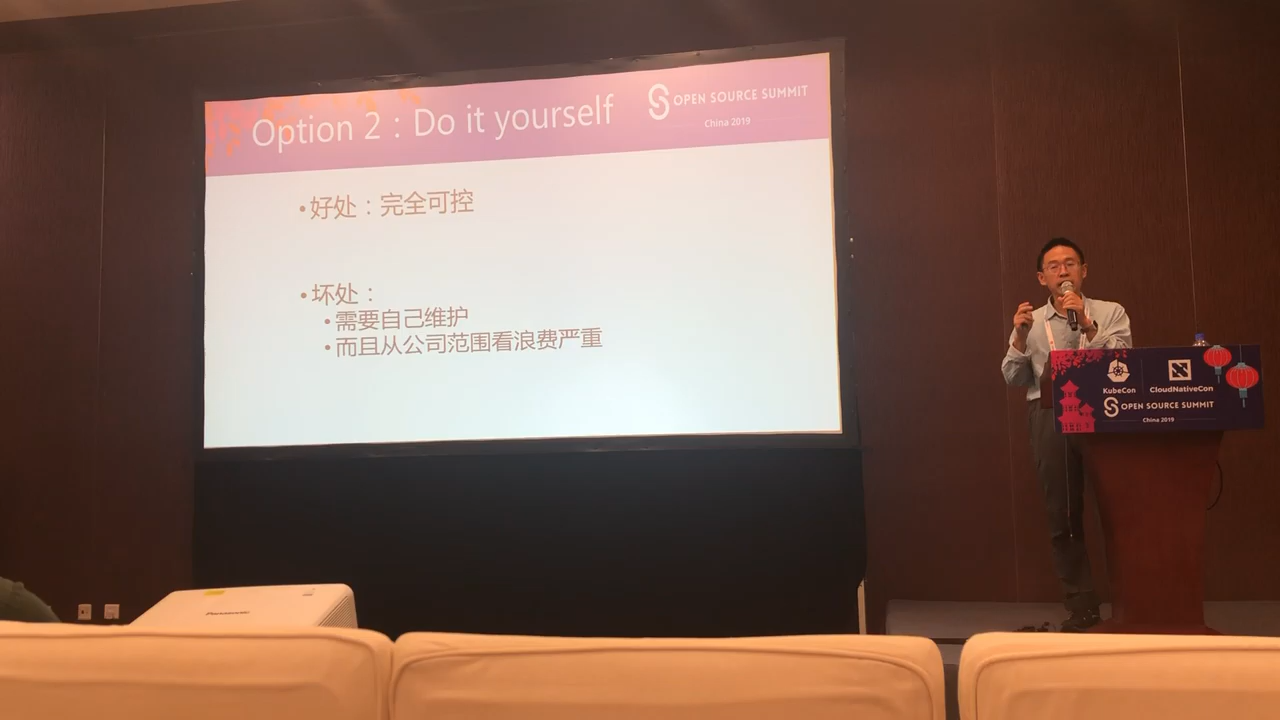 Option 2：Do it yourself
OPEN SOURCE SUMMIT
China 2019
•好处：完全可控
•坏处：
•需要自己维护
•而且从公司范围看浪费严重
KubeCon
CloudNativeCon
OPEN SOURCE SUMMIT
China 2019
Panasonic